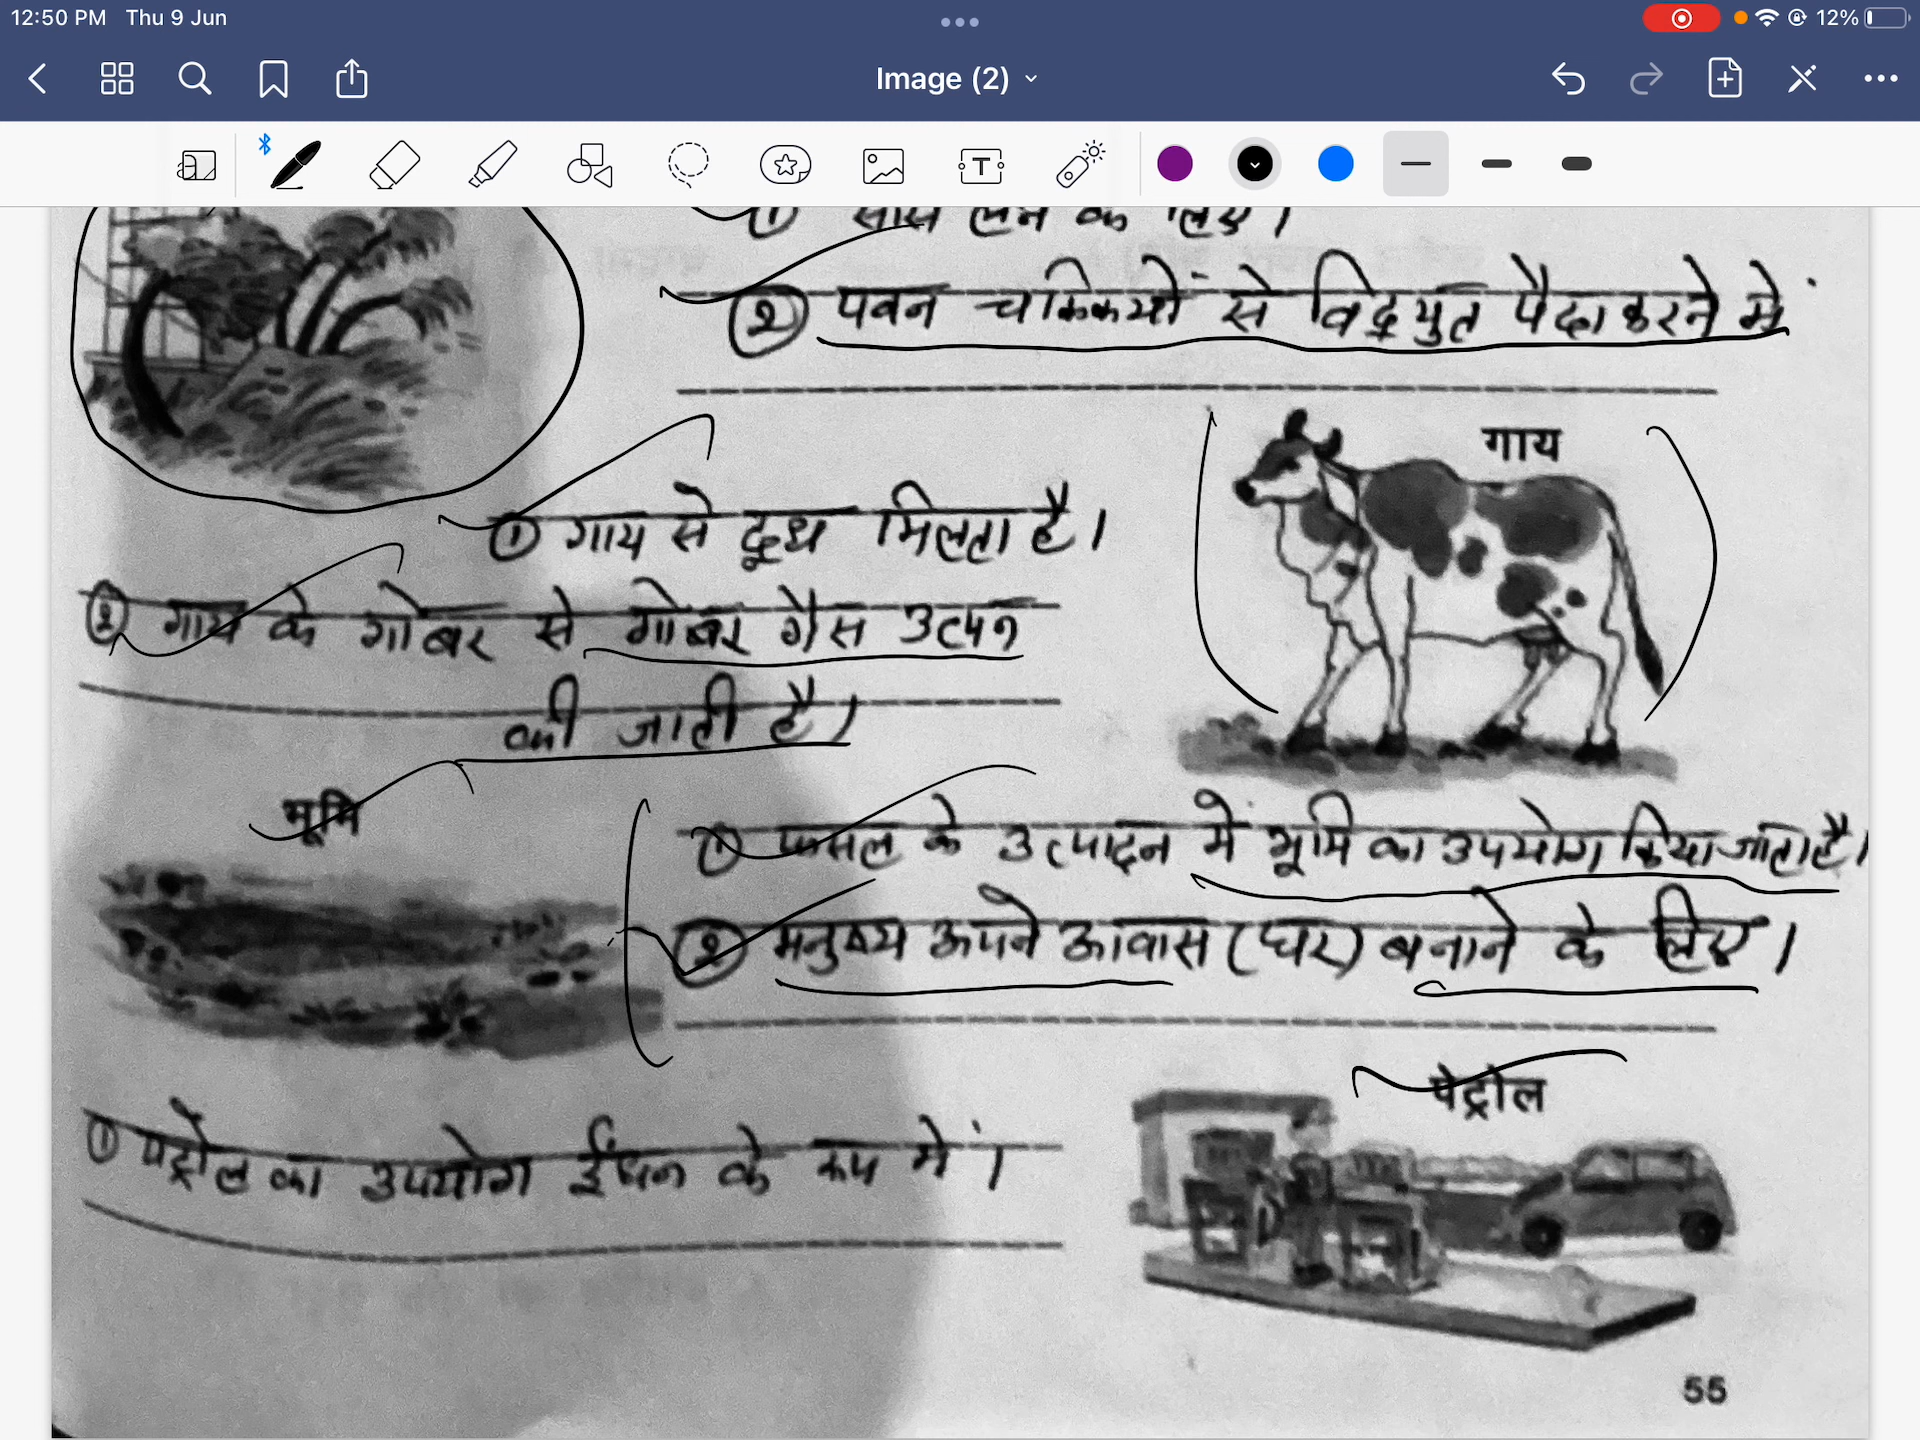 12:50 PM Thu 9 Jun
12%
Image (2)
T
① सांस लेने के लिए।
② पवन चक्कियों से विद्युत पैदा करने में
गाय
① गाय से दूध मिलता है।
② गाय के गोबर से गोबर गैस उत्पन
की जाती है।
भूमि
① फसल के उत्पादन में भूमि का उपयोग किया जाता है।
② मनुष्य अपने आवास (घर) बनाने के लिए।
पेट्रोल
① पेट्रोल का उपयोग ईंधन के रूप में।
55